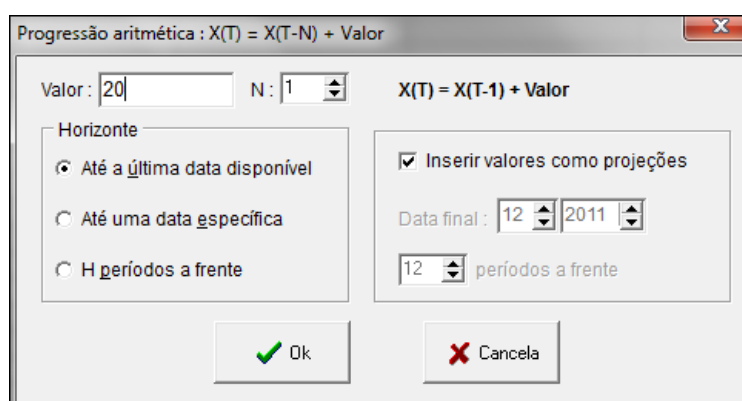 Progressão aritmética : X(T) = X(T-N) + Valor
Valor : 20 N : 1 X(T) = X(T-1) + Valor
Horizonte
Até a última data disponível
Até uma data específica
H períodos a frente
Inserir valores como projeções
Data final : 12 2011
12 períodos a frente
Ok Cancela